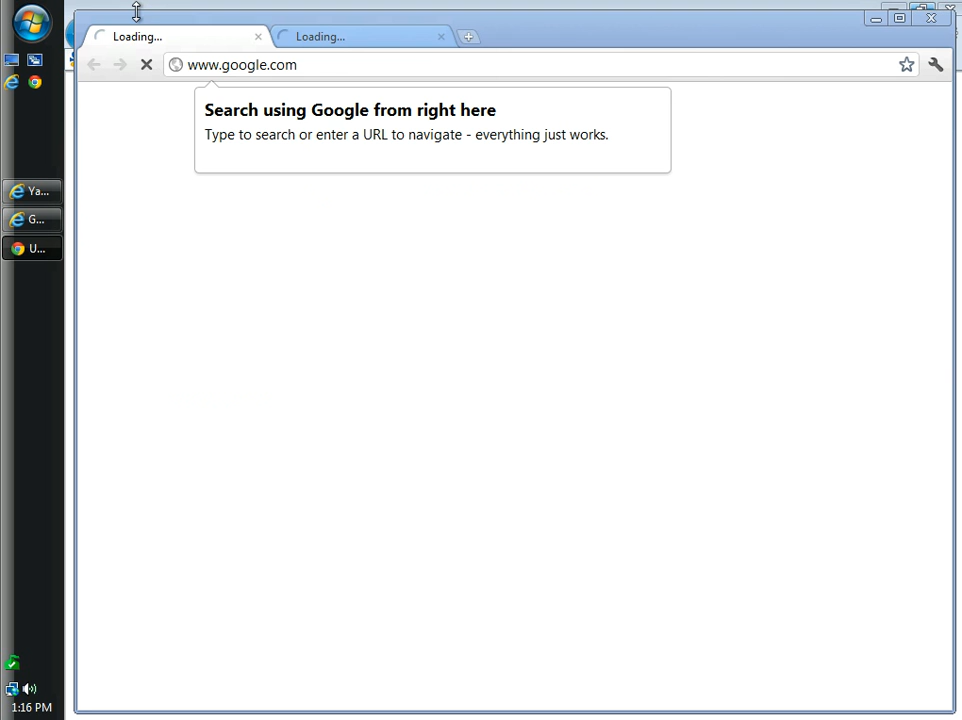 Loading...
Loading...
www.google.com
Search using Google from right here
Type to search or enter a URL to navigate - everything just works.
Ya...
G...
U...
1:16 PM